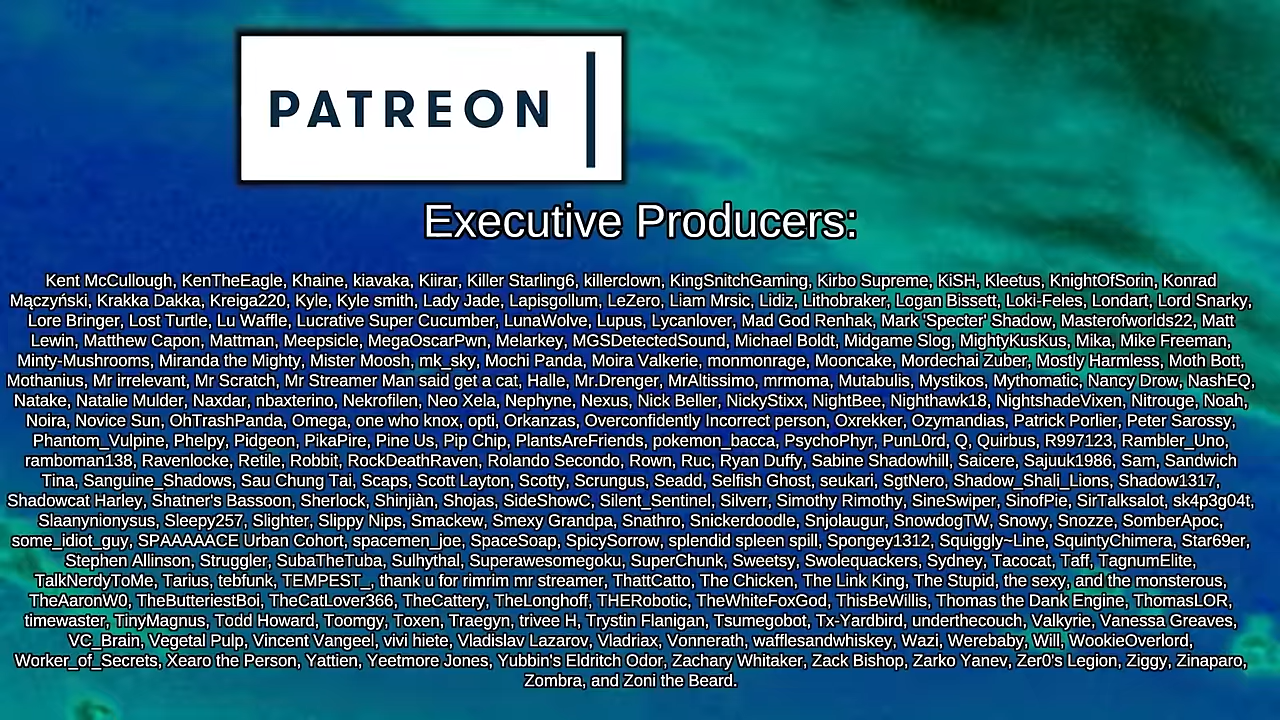 PATREON
Executive Producers:
Kent McCullough, KenTheEagle, Khaine, kiavaka, Kiirar, Killer Starling6, killerclown, KingSnitchGaming, Kirbo Supreme, KiSH, Kleetus, KnightOfSorin, Konrad
Mączyński, Krakka Dakka, Kreiga220, Kyle, Kyle smith, Lady Jade, Lapisgollum, LeZero, Liam Mrsic, Lidiz, Lithobraker, Logan Bissett, Loki-Feles, Londart, Lord Snarky,
Lore Bringer, Lost Turtle, Lu Waffle, Lucrative Super Cucumber, LunaWolve, Lupus, Lycanlover, Mad God Renhak, Mark 'Specter' Shadow, Masterofworlds22, Matt
Lewin, Matthew Capon, Mattman, Meepsicle, MegaOscarPwn, Melarkey, MGSDetectedSound, Michael Boldt, Midgame Slog, MightyKusKus, Mika, Mike Freeman,
Minty-Mushrooms, Miranda the Mighty, Mister Moosh, mk_sky, Mochi Panda, Moira Valkerie, monmonrage, Mooncake, Mordechai Zuber, Mostly Harmless, Moth Bott,
Mothanius, Mr irrelevant, Mr Scratch, Mr Streamer Man said get a cat, Halle, Mr.Drenger, MrAltissimo, mrmoma, Mutabulis, Mystikos, Mythomatic, Nancy Drow, NashEQ,
Natake, Natalie Mulder, Naxdar, nbaxterino, Nekrofilen, Neo Xela, Nephyne, Nexus, Nick Beller, NickyStixx, NightBee, Nighthawk18, NightshadeVixen, Nitrouge, Noah,
Noira, Novice Sun, OhTrashPanda, Omega, one who knox, opti, Orkanzas, Overconfidently Incorrect person, Oxrekker, Ozymandias, Patrick Porlier, Peter Sarossy,
Phantom_Vulpine, Phelpy, Pidgeon, PikaPire, Pine Us, Pip Chip, PlantsAreFriends, pokemon_bacca, PsychoPhyr, PunL0rd, Q, Quirbus, R997123, Rambler_Uno,
ramboman138, Ravenlocke, Retile, Robbit, RockDeathRaven, Rolando Secondo, Rown, Ruc, Ryan Duffy, Sabine Shadowhill, Saicere, Sajuuk1986, Sam, Sandwich
Tina, Sanguine_Shadows, Sau Chung Tai, Scaps, Scott Layton, Scotty, Scrungus, Seadd, Selfish Ghost, seukari, SgtNero, Shadow_Shali_Lions, Shadow1317,
Shadowcat Harley, Shatner's Bassoon, Sherlock, Shinjiàn, Shojas, SideShowC, Silent_Sentinel, Silverr, Simothy Rimothy, SineSwiper, SinofPie, SirTalksalot, sk4p3g04t,
Slaanynionysus, Sleepy257, Slighter, Slippy Nips, Smackew, Smexy Grandpa, Snathro, Snickerdoodle, Snjolaugur, SnowdogTW, Snowy, Snozze, SomberApoc,
some_idiot_guy, SPAAAAACE Urban Cohort, spacemen_joe, SpaceSoap, SpicySorrow, splendid spleen spill, Spongey1312, Squiggly~Line, SquintyChimera, Star69er,
Stephen Allinson, Struggler, SubaTheTuba, Sulhythal, Superawesomegoku, SuperChunk, Sweetsy, Swolequackers, Sydney, Tacocat, Taff, TagnumElite,
TalkNerdyToMe, Tarius, tebfunk, TEMPEST_, thank u for rimrim mr streamer, ThattCatto, The Chicken, The Link King, The Stupid, the sexy, and the monsterous,
TheAaronW0, TheButteriestBoi, TheCatLover366, TheCattery, TheLonghoff, THERobotic, TheWhiteFoxGod, ThisBeWillis, Thomas the Dank Engine, ThomasLOR,
timewaster, TinyMagnus, Todd Howard, Toomgy, Toxen, Traegyn, trivee H, Trystin Flanigan, Tsumegobot, Tx-Yardbird, underthecouch, Valkyrie, Vanessa Greaves,
VC_Brain, Vegetal Pulp, Vincent Vangeel, vivi hiete, Vladislav Lazarov, Vladriax, Vonnerath, wafflesandwhiskey, Wazi, Werebaby, Will, WookieOverlord,
Worker_of_Secrets, Xearo the Person, Yattien, Yeetmore Jones, Yubbin's Eldritch Odor, Zachary Whitaker, Zack Bishop, Zarko Yanev, Zer0's Legion, Ziggy, Zinaparo,
Zombra, and Zoni the Beard.